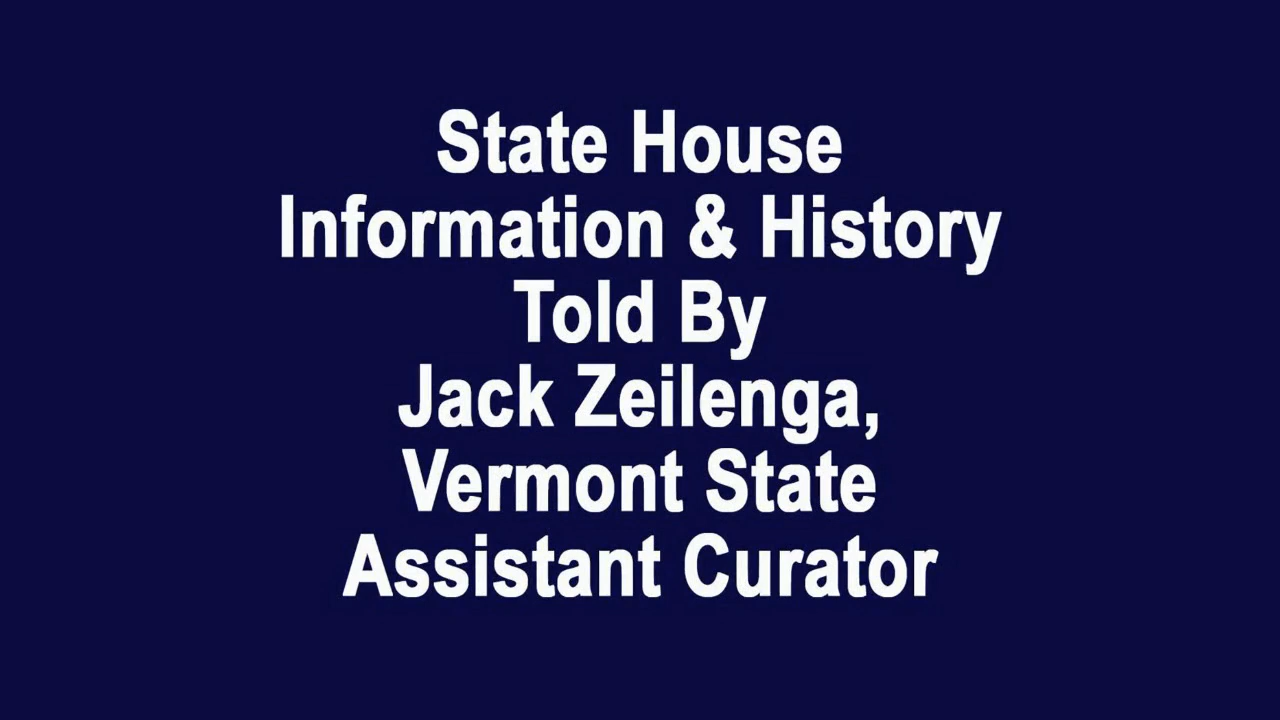 State House
Information & History
Told By
Jack Zeilenga,
Vermont State
Assistant Curator